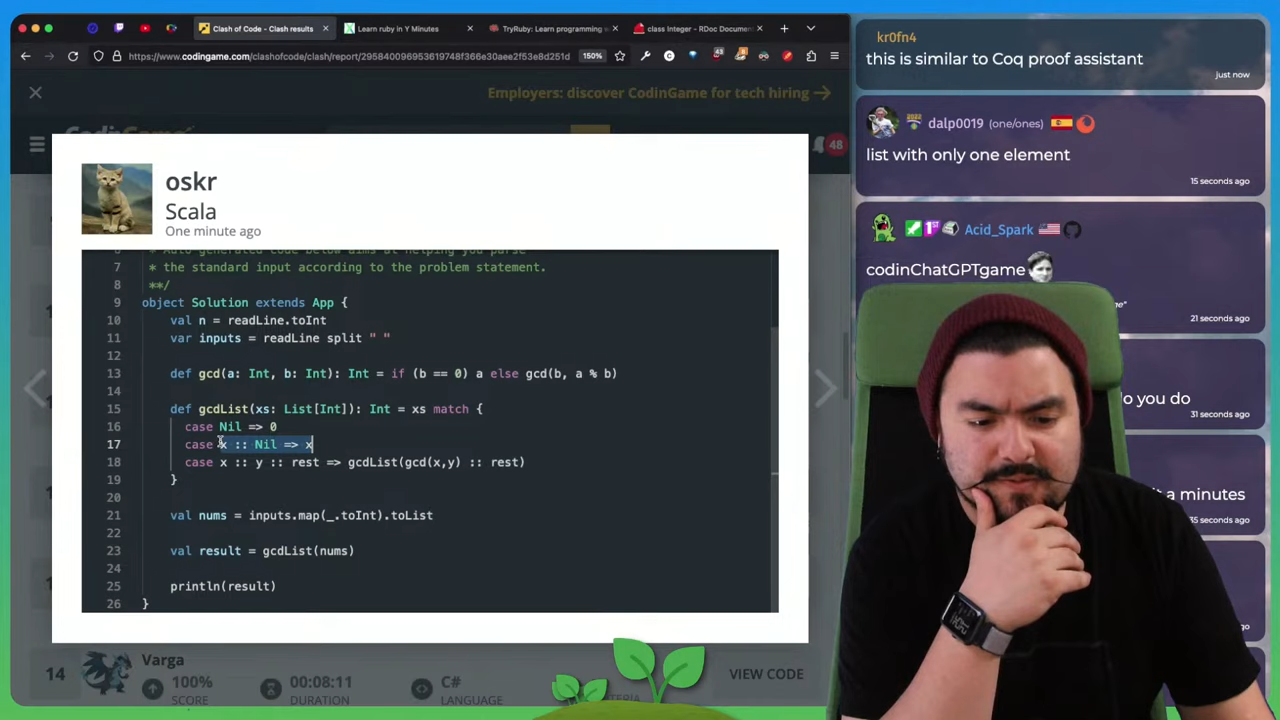 Clash of Code - Clash results
Learn ruby in Y Minutes
TryRuby: Learn programming w
class Integer - RDoc Documen
https://www.codingame.com/clashofcode/clash/report/29584009696953f4750366e30aee2f53e8d251d
150%
43
Employers: discover CodinGame for tech hiring
48
oskr
Scala
One minute ago
7 * the standard input according to the problem statement.
8 **/
9 object Solution extends App {
10 val n = readLine.toInt
11 var inputs = readLine split " "
12
13 def gcd(a: Int, b: Int): Int = if (b == 0) a else gcd(b, a % b)
14
15 def gcdList(xs: List[Int]): Int = xs match {
16 case Nil => 0
17 case x :: Nil => x
18 case x :: y :: rest => gcdList(gcd(x,y) :: rest)
19 }
20
21 val nums = inputs.map(_.toInt).toList
22
23 val result = gcdList(nums)
24
25 println(result)
26 }
14
Varga
100%
SCORE
00:08:11
DURATION
C#
LANGUAGE
VIEW CODE
kr0fn4
this is similar to Coq proof assistant
Just now
dalp0019 (one/ones)
list with only one element
15 seconds ago
Acid_Spark
codinChatGPTgame
21 seconds ago
o you do
31 seconds ago
a minutes
35 seconds ago